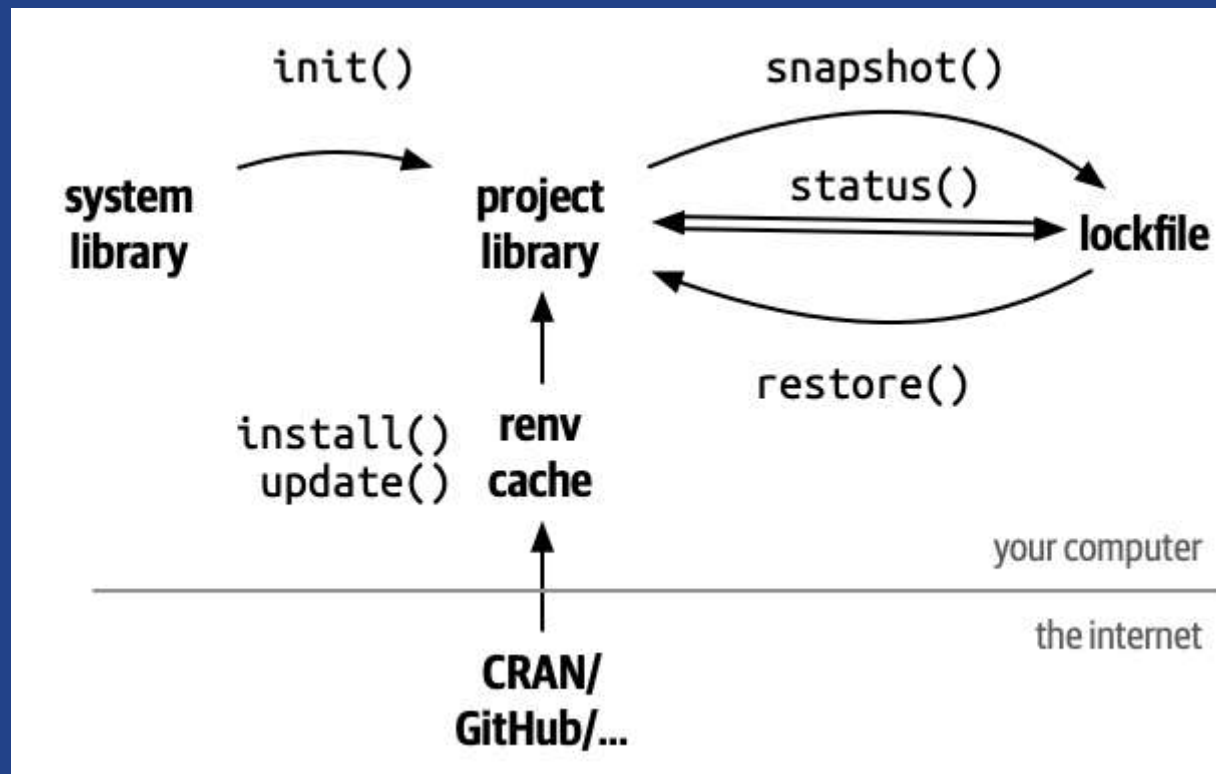 init()
snapshot()
system
library
project
library
status()
lockfile
restore()
install()
update()
renv
cache
your computer
the internet
CRAN/
GitHub/...